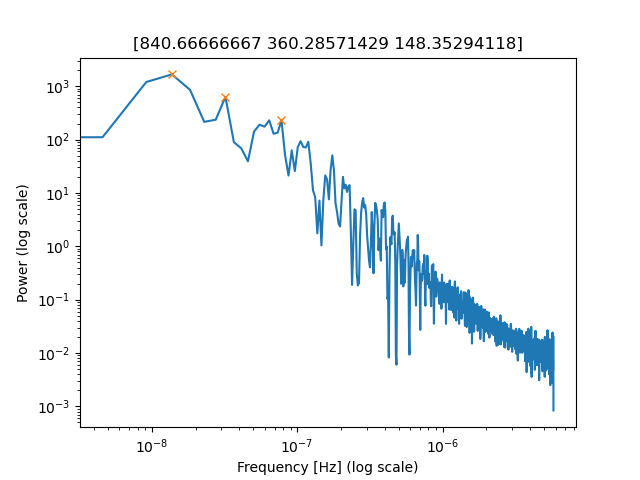 [840.66666667 360.28571429 148.35294118]
10³
10²
10¹
10⁰
10⁻¹
10⁻²
10⁻³
Power (log scale)
10⁻⁸ 10⁻⁷ 10⁻⁶
Frequency [Hz] (log scale)